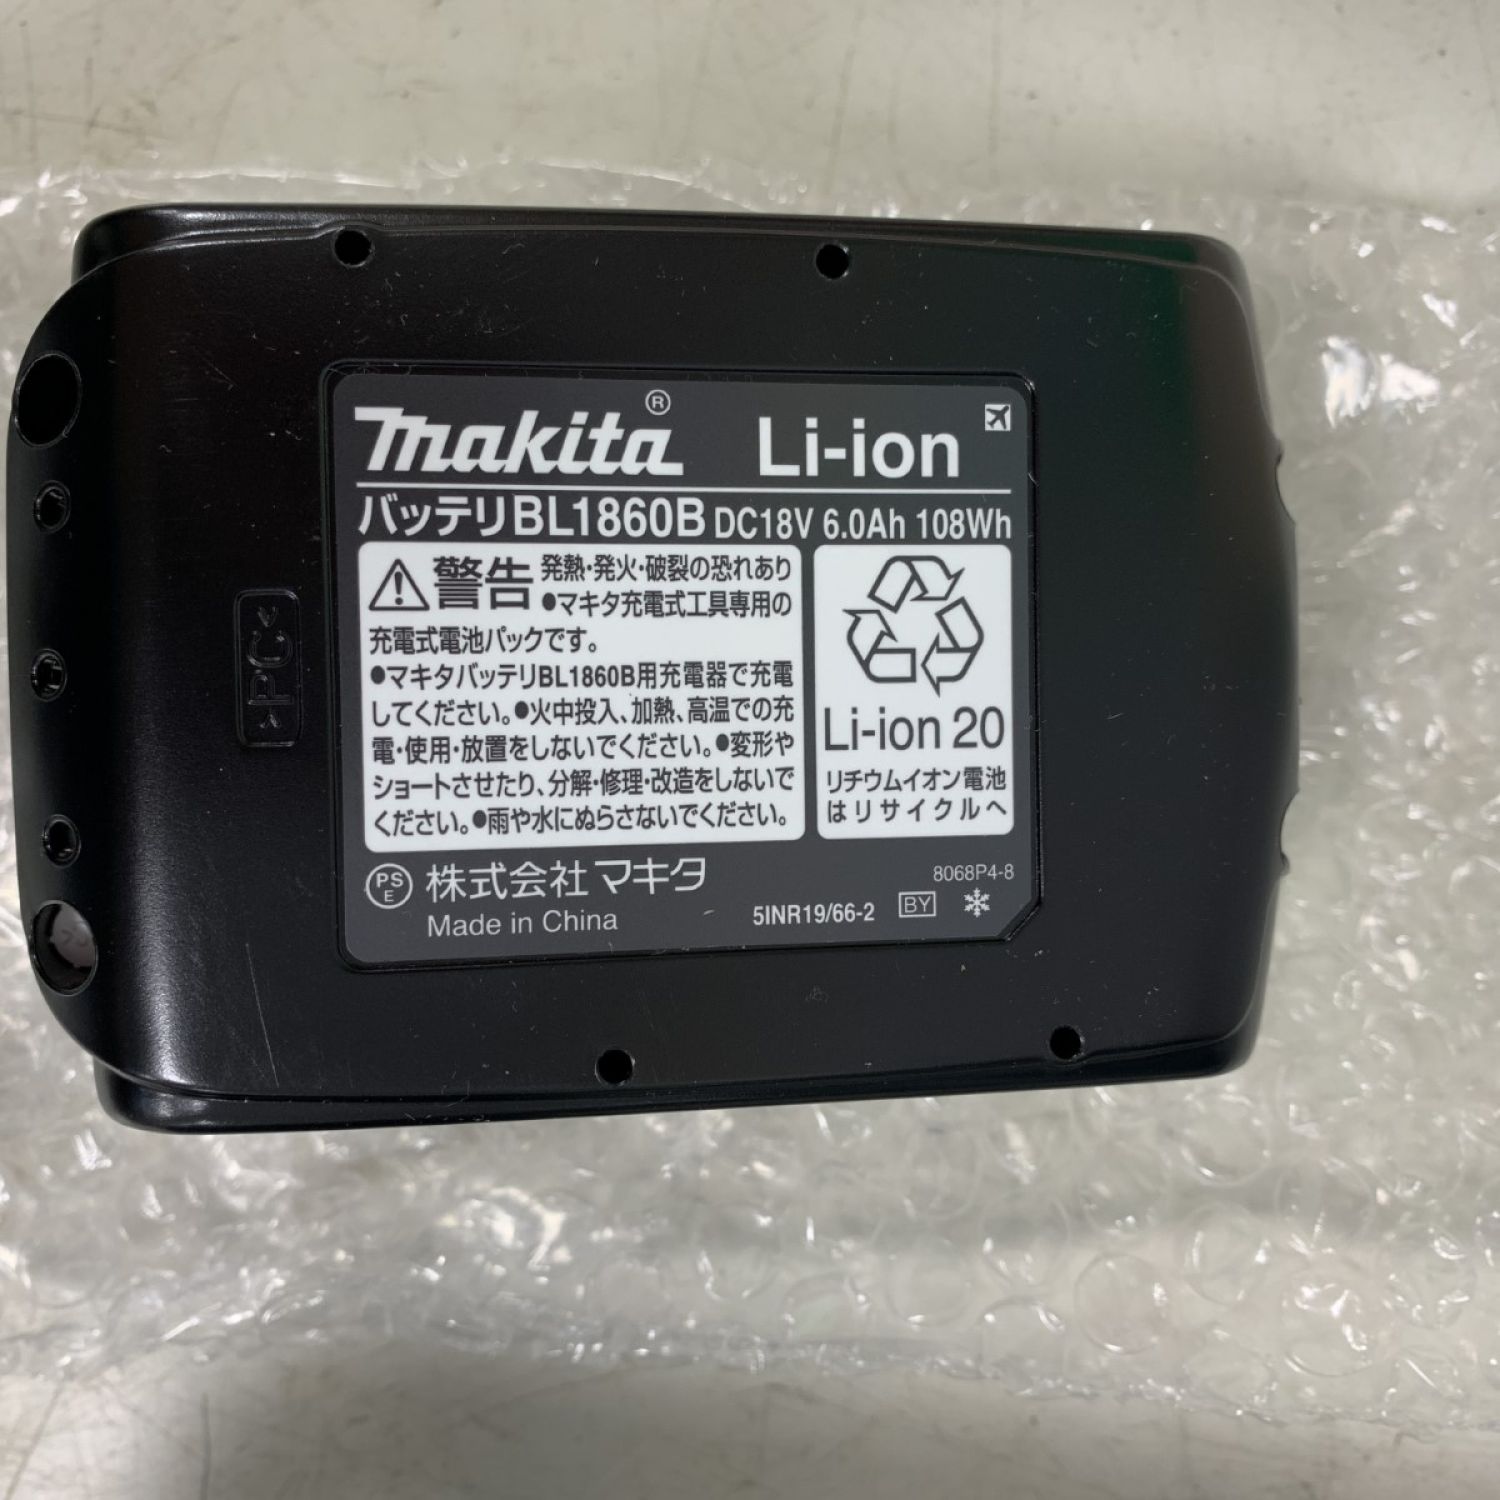 makita® Li-ion
バッテリBL1860B DC18V 6.0Ah 108Wh
警告 発熱・発火・破裂の恐れあり
●マキタ充電式工具専用の
充電式電池パックです。
●マキタバッテリBL1860B用充電器で充電
してください。●火中投入、加熱、高温での充
電・使用・放置をしないでください。●変形や
ショートさせたり、分解・修理・改造をしないで
ください。●雨や水にぬらさないでください。
Li-ion 20
リチウムイオン電池
はリサイクルへ
PS
E
株式会社マキタ
Made in China
8068P4-8
5INR19/66-2 BY
>PC<